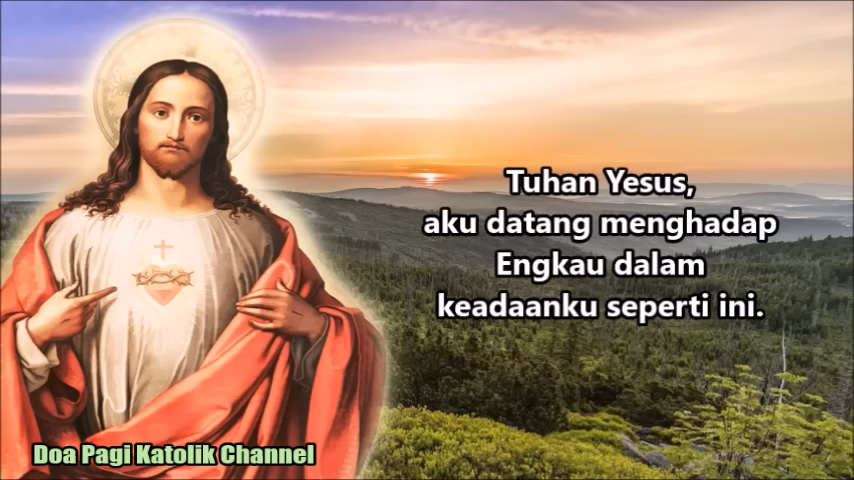 Tuhan Yesus,
aku datang menghadap
Engkau dalam
keadaanku seperti ini.
Doa Pagi Katolik Channel